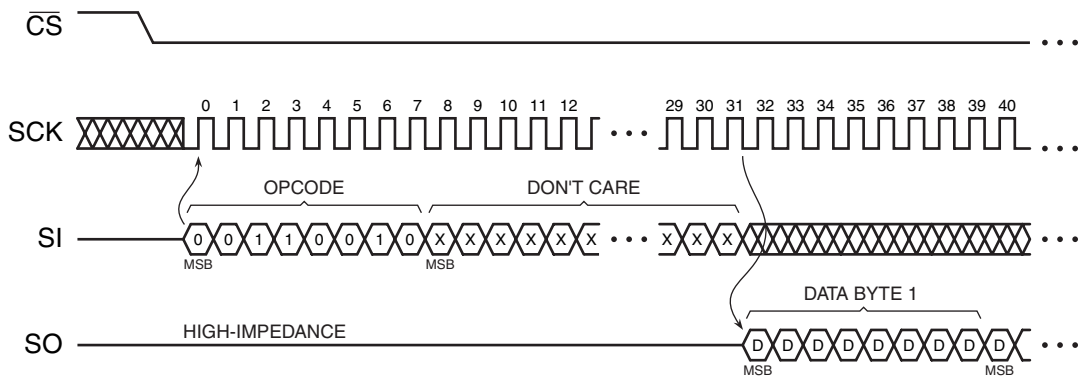 CS
• • •
0 1 2 3 4 5 6 7 8 9 10 11 12 29 30 31 32 33 34 35 36 37 38 39 40
SCK
• • •
• • •
OPCODE DON'T CARE
SI
0 0 1 1 0 0 1 0 X X X X X X • • • X X X
• • •
MSB MSB
DATA BYTE 1
HIGH-IMPEDANCE
SO
D D D D D D D D D
• • •
MSB MSB